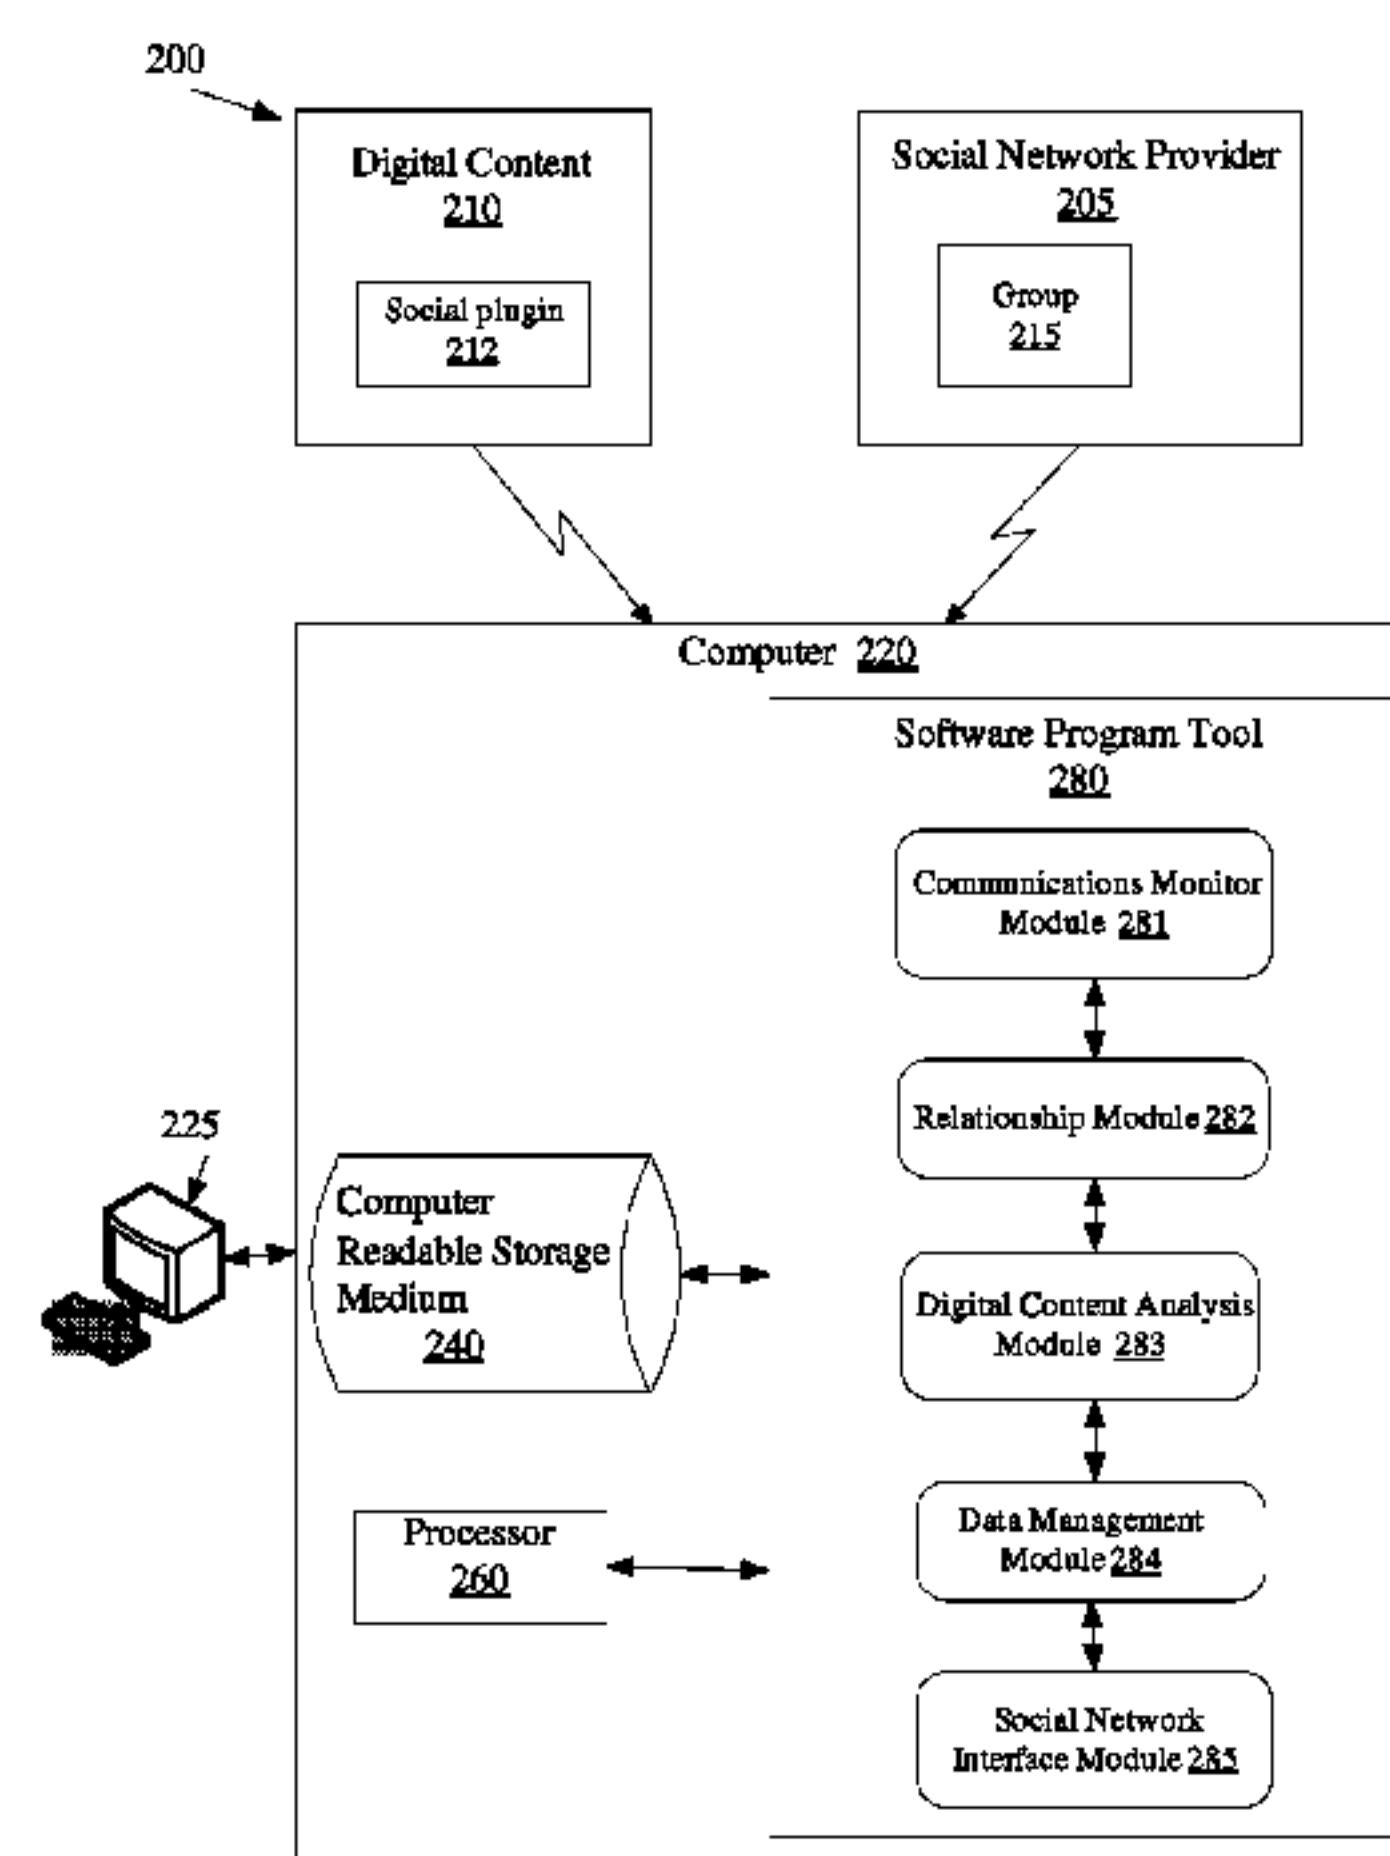 200
Digital Content
210
Social plugin
212
Social Network Provider
205
Group
215
Computer 220
Software Program Tool
280
Communications Monitor
Module 281
Relationship Module 282
Digital Content Analysis
Module 283
Data Management
Module 284
Social Network
Interface Module 285
225
Computer
Readable Storage
Medium
240
Processor
260